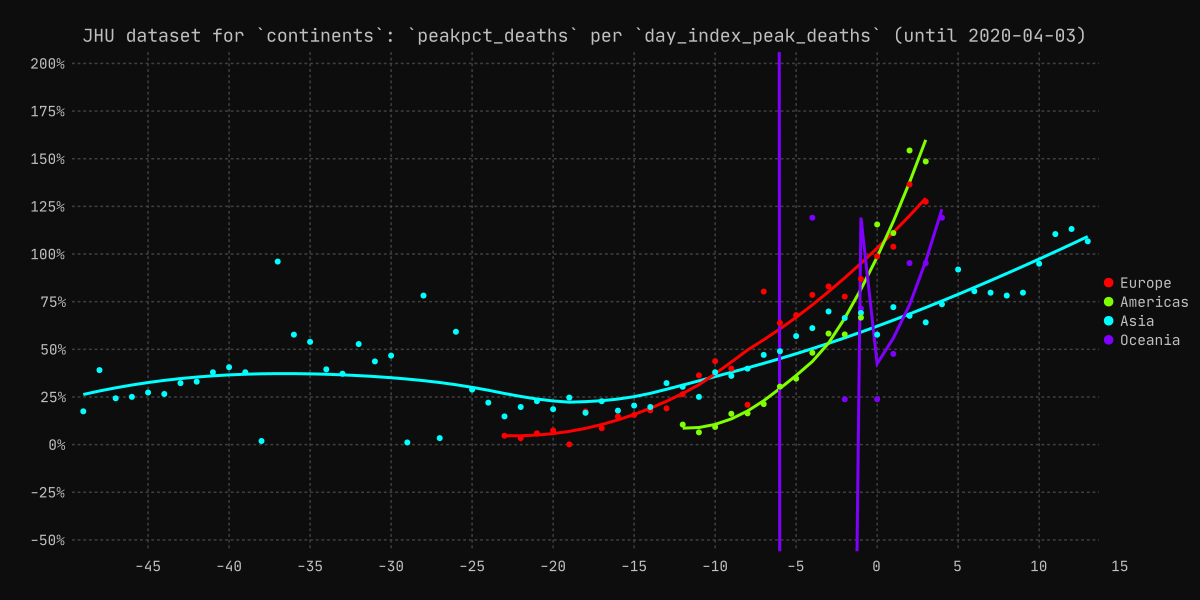 JHU dataset for `continents`: `peakpct_deaths` per `day_index_peak_deaths` (until 2020-04-03)
200%
175%
150%
125%
100%
75%
50%
25%
0%
-25%
-50%
Europe
Americas
Asia
Oceania
-45 -40 -35 -30 -25 -20 -15 -10 -5 0 5 10 15